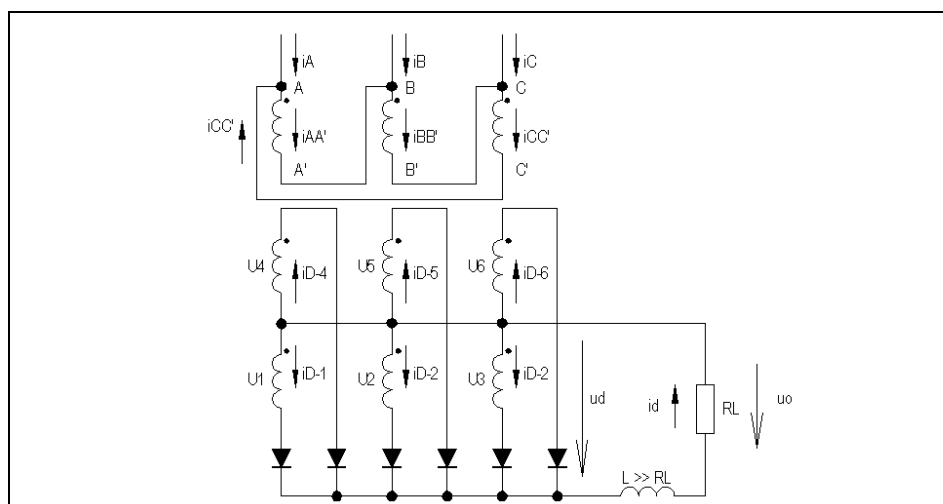 iA iB iC
A B C
iCC' iAA' iBB' iCC'
A' B' C'
U4 iD-4 U5 iD-5 U6 iD-6
U1 iD-1 U2 iD-2 U3 iD-2 ud id RL uo
L >> RL